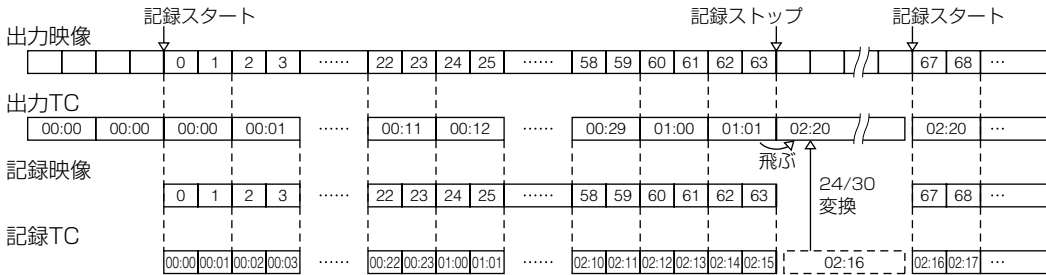 記録スタート 記録ストップ 記録スタート
出力映像
0 1 2 3 …… 22 23 24 25 …… 58 59 60 61 62 63 67 68 …
出力TC
00:00 00:00 00:00 00:01 …… 00:11 00:12 …… 00:29 01:00 01:01 02:20 02:20 …
飛ぶ
記録映像
24/30
変換
0 1 2 3 …… 22 23 24 25 …… 58 59 60 61 62 63 67 68 …
記録TC
00:00 00:01 00:02 00:03 …… 00:22 00:23 01:00 01:01 …… 02:10 02:11 02:12 02:13 02:14 02:15 02:16 02:16 02:17 …